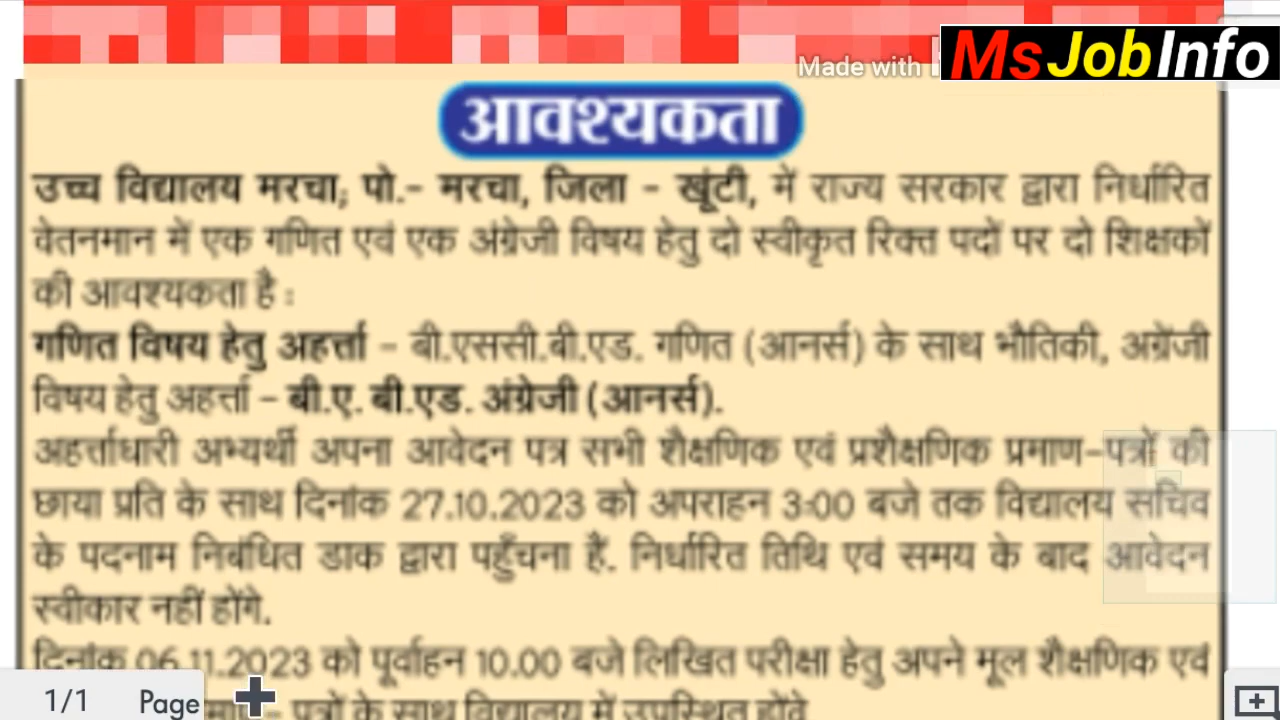 Made with
MsJobInfo
आवश्यकता
उच्च विद्यालय मरचा, पो.- मरचा, जिला - खूंटी, में राज्य सरकार द्वारा निर्धारित
वेतनमान में एक गणित एवं एक अंग्रेजी विषय हेतु दो स्वीकृत रिक्त पदों पर दो शिक्षकों
की आवश्यकता है :
गणित विषय हेतु अहर्त्ता - बी.एससी.बी.एड. गणित (आनर्स) के साथ भौतिकी, अग्रेंजी
विषय हेतु अहर्त्ता - बी.ए. बी.एड. अंग्रेजी (आनर्स).
अहर्त्ताधारी अभ्यर्थी अपना आवेदन पत्र सभी शैक्षणिक एवं प्रशैक्षणिक प्रमाण-पत्रों की
छाया प्रति के साथ दिनांक 27.10.2023 को अपराहन 3:00 बजे तक विद्यालय सचिव
के पदनाम निबंधित डाक द्वारा पहुँचना हैं. निर्धारित तिथि एवं समय के बाद आवेदन
स्वीकार नहीं होंगे.
दिनांक 06.11.2023 को पूर्वाहन 10.00 बजे लिखित परीक्षा हेतु अपने मूल शैक्षणिक एवं
- पत्रों के साथ विद्यालय में उपस्थित होंवे
1/1 Page